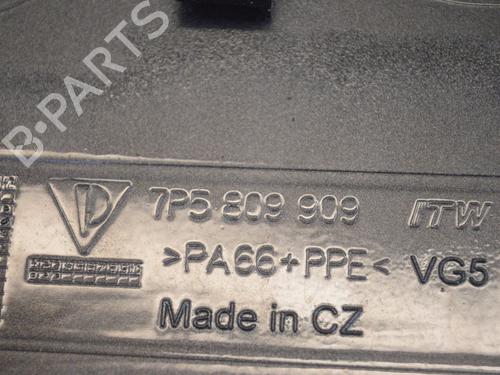 B-PARTS
7P5 809 909 ITW
>PA66+PPE< VG5
Made in CZ